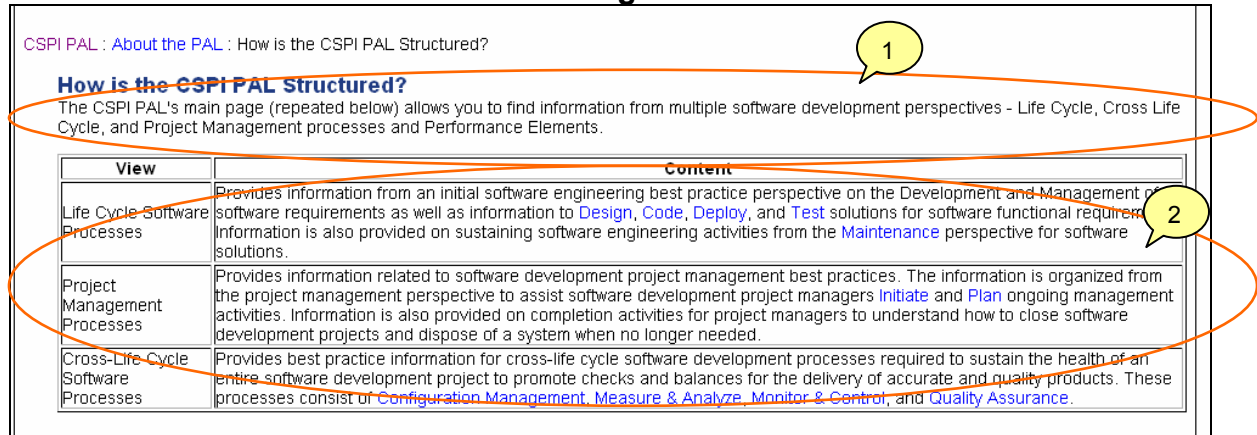 CSPI PAL : About the PAL : How is the CSPI PAL Structured?
1
How is the CSPI PAL Structured?
The CSPI PAL's main page (repeated below) allows you to find information from multiple software development perspectives - Life Cycle, Cross Life
Cycle, and Project Management processes and Performance Elements.
View Content
Life Cycle Software
Processes
Provides information from an initial software engineering best practice perspective on the Development and Management of
software requirements as well as information to Design, Code, Deploy, and Test solutions for software functional
Information is also provided on sustaining software engineering activities from the Maintenance perspective for software
solutions.
2
Project
Management
Processes
Provides information related to software development project management best practices. The information is organized from
the project management perspective to assist software development project managers Initiate and Plan ongoing management
activities. Information is also provided on completion activities for project managers to understand how to close software
development projects and dispose of a system when no longer needed.
Cross-Life Cycle
Software
Processes
Provides best practice information for cross-life cycle software development processes required to sustain the health of an
entire software development project to promote checks and balances for the delivery of accurate and quality products. These
processes consist of Configuration Management, Measure & Analyze, Monitor & Control, and Quality Assurance.